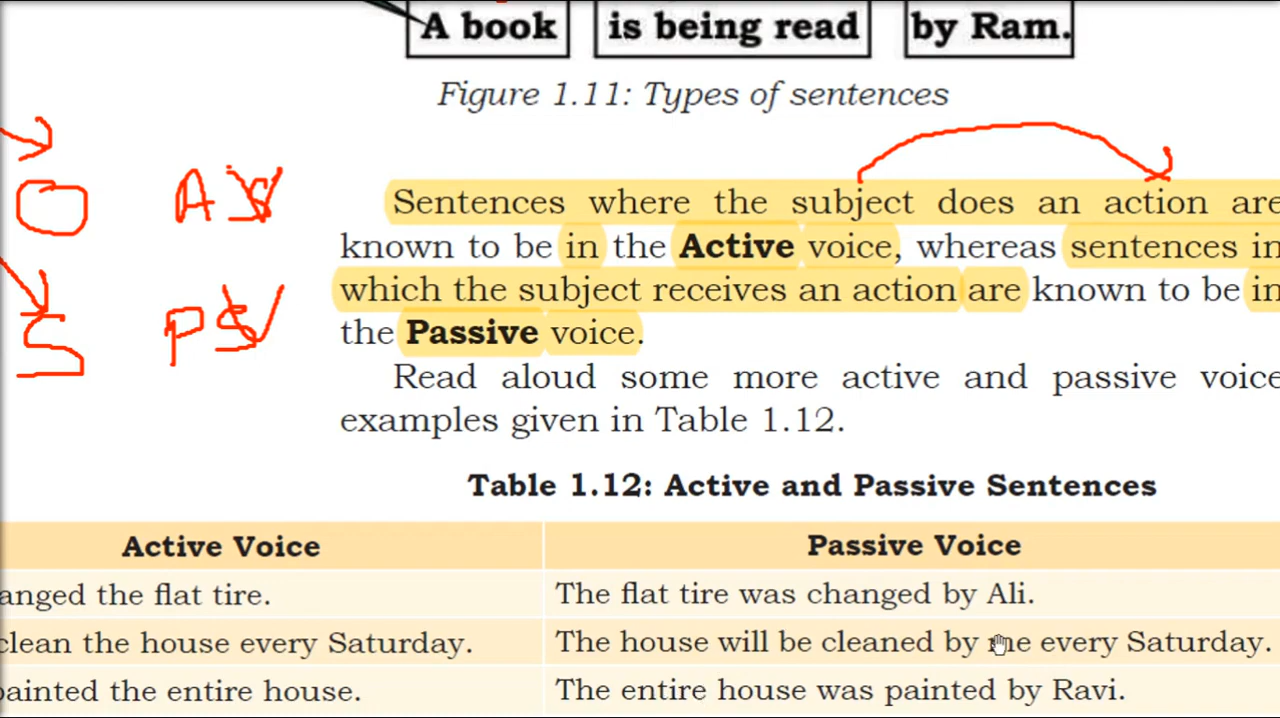 A book is being read by Ram.
Figure 1.11: Types of sentences
O A V
Sentences where the subject does an action are
known to be in the Active voice, whereas sentences in
which the subject receives an action are known to be in
the Passive voice.
S P V
Read aloud some more active and passive voice
examples given in Table 1.12.
Table 1.12: Active and Passive Sentences
Active Voice Passive Voice
anged the flat tire. The flat tire was changed by Ali.
clean the house every Saturday. The house will be cleaned by me every Saturday.
painted the entire house. The entire house was painted by Ravi.